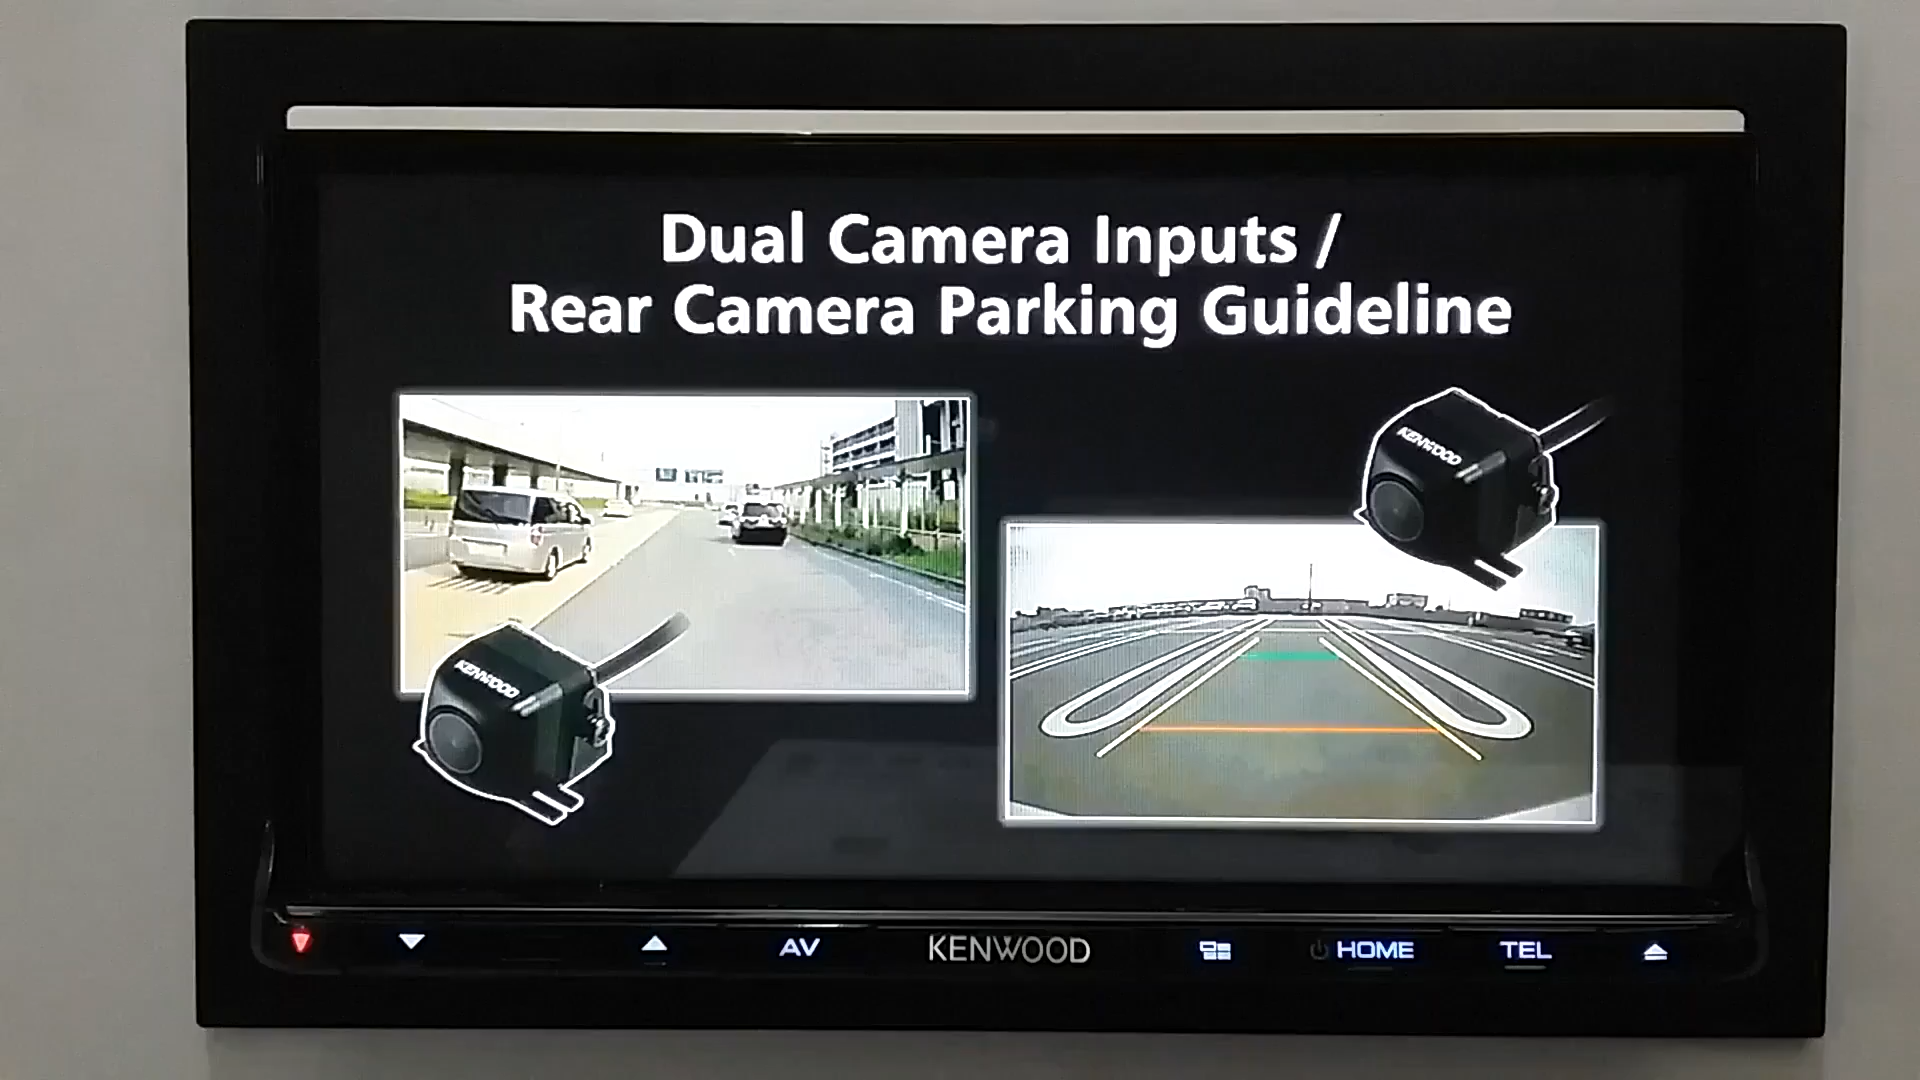 Dual Camera Inputs /
Rear Camera Parking Guideline
KENWOOD
KENWOOD
AV
KENWOOD
HOME
TEL